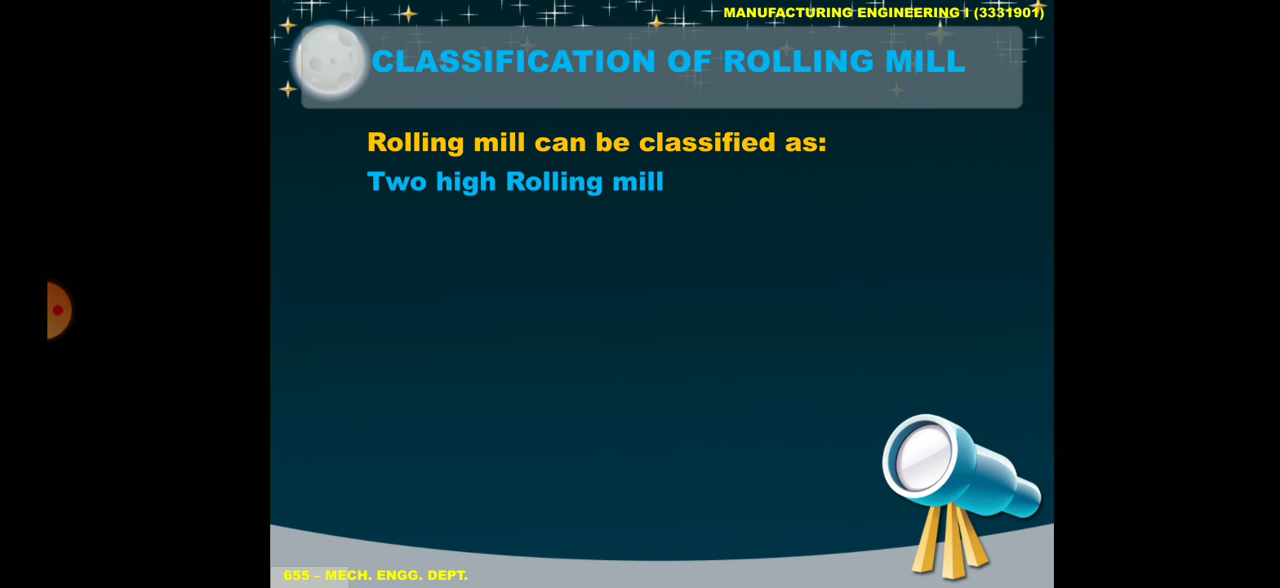 MANUFACTURING ENGINEERING I (3331901)
CLASSIFICATION OF ROLLING MILL
Rolling mill can be classified as:
Two high Rolling mill
655 – MECH. ENGG. DEPT.